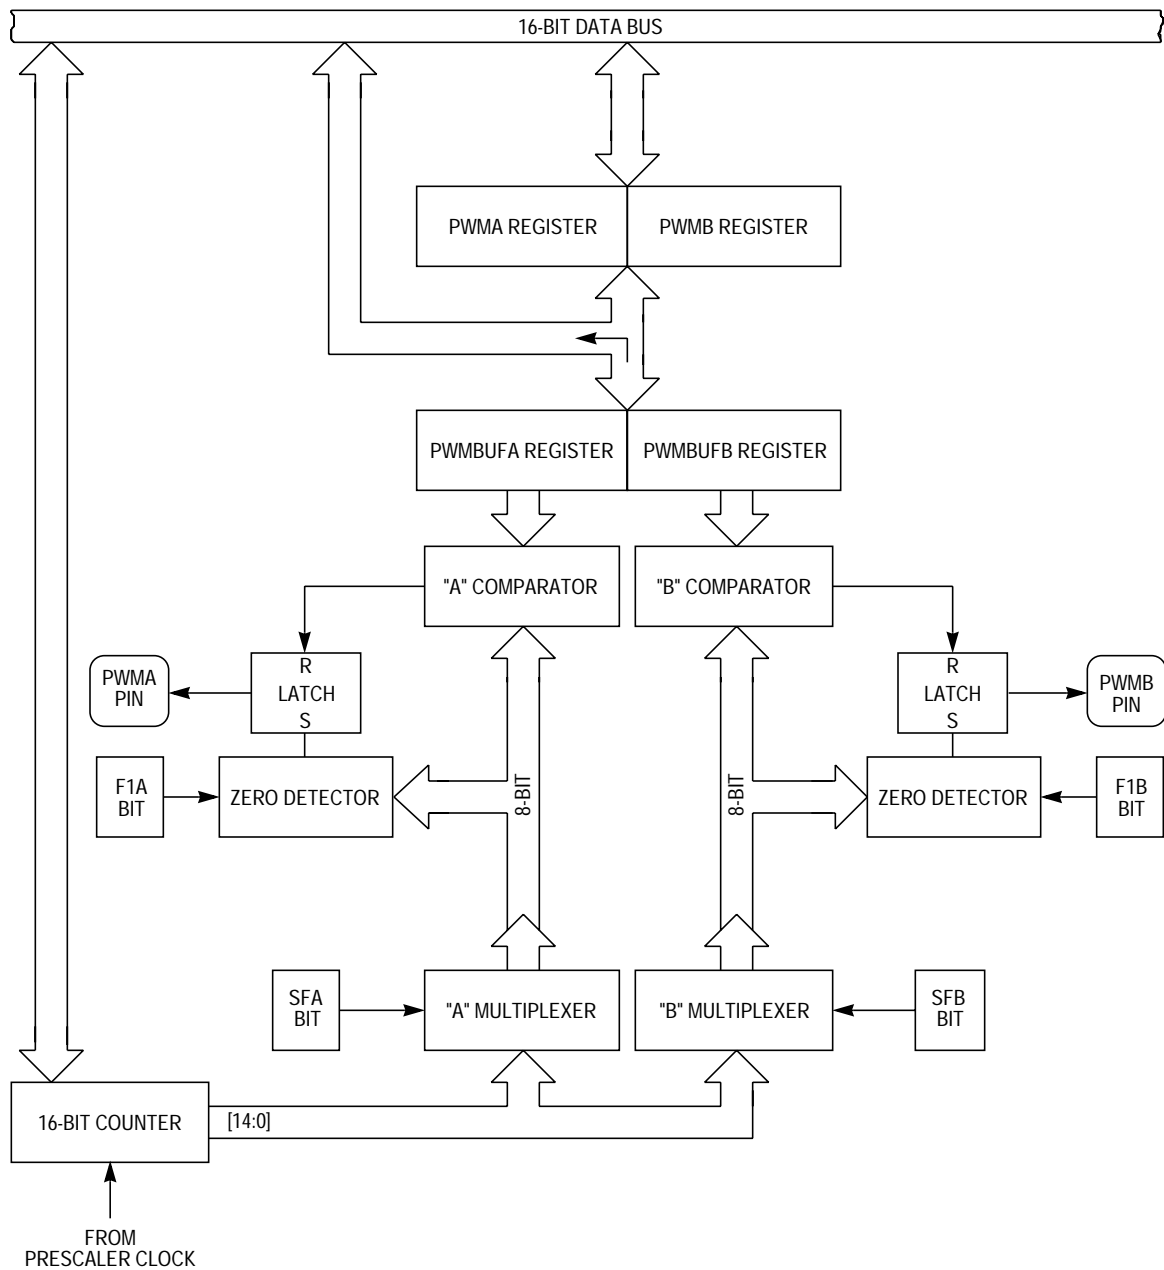 16-BIT DATA BUS
PWMA REGISTER
PWMB REGISTER
PWMBUFA REGISTER
PWMBUFB REGISTER
"A" COMPARATOR
"B" COMPARATOR
PWMA
PIN
R
LATCH
S
R
LATCH
S
PWMB
PIN
F1A
BIT
ZERO DETECTOR
8-BIT
8-BIT
ZERO DETECTOR
F1B
BIT
SFA
BIT
"A" MULTIPLEXER
"B" MULTIPLEXER
SFB
BIT
16-BIT COUNTER
[14:0]
FROM
PRESCALER CLOCK